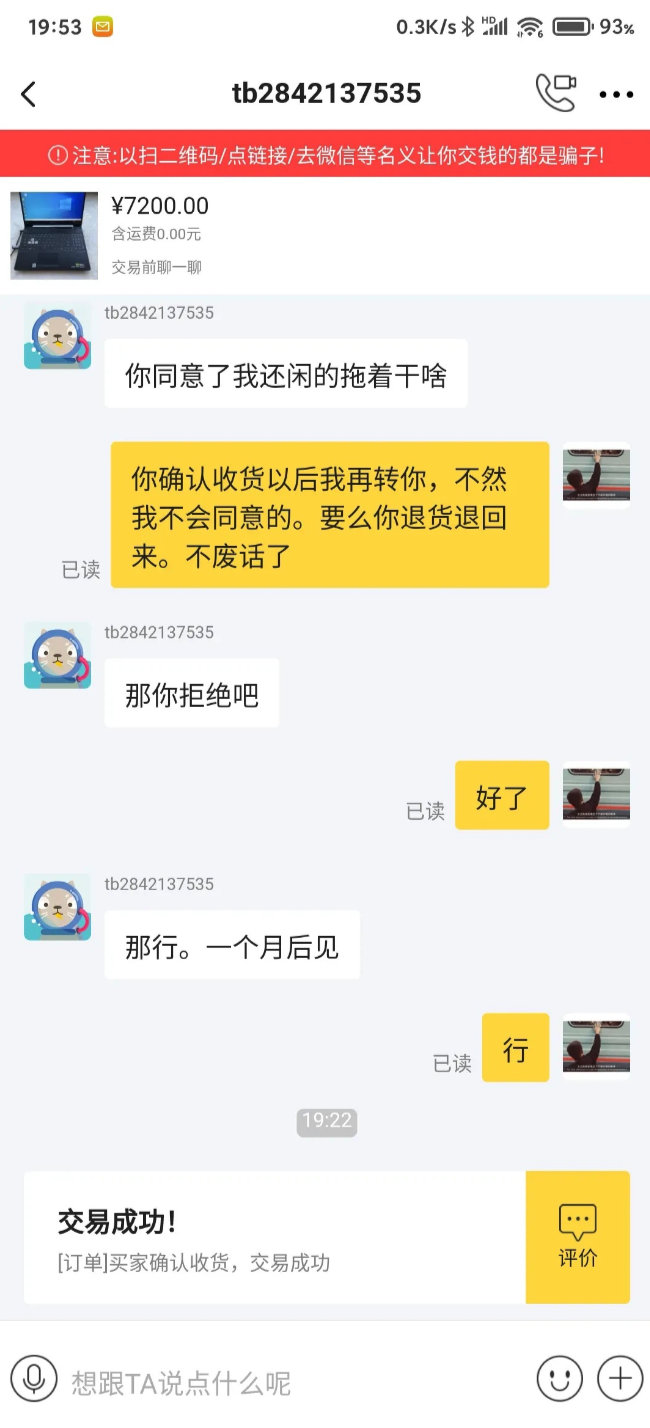 19:53 0.3K/s HD 6 93%
tb2842137535
注意:以扫二维码/点链接/去微信等名义让你交钱的都是骗子!
¥7200.00
含运费0.00元
交易前聊一聊
tb2842137535
你同意了我还闲的拖着干啥
你确认收货以后我再转你，不然
我不会同意的。要么你退货退回
来。不废话了
已读
tb2842137535
那你拒绝吧
好了
已读
tb2842137535
那行。一个月后见
行
已读
19:22
交易成功!
[订单]买家确认收货，交易成功
评价
想跟TA说点什么呢